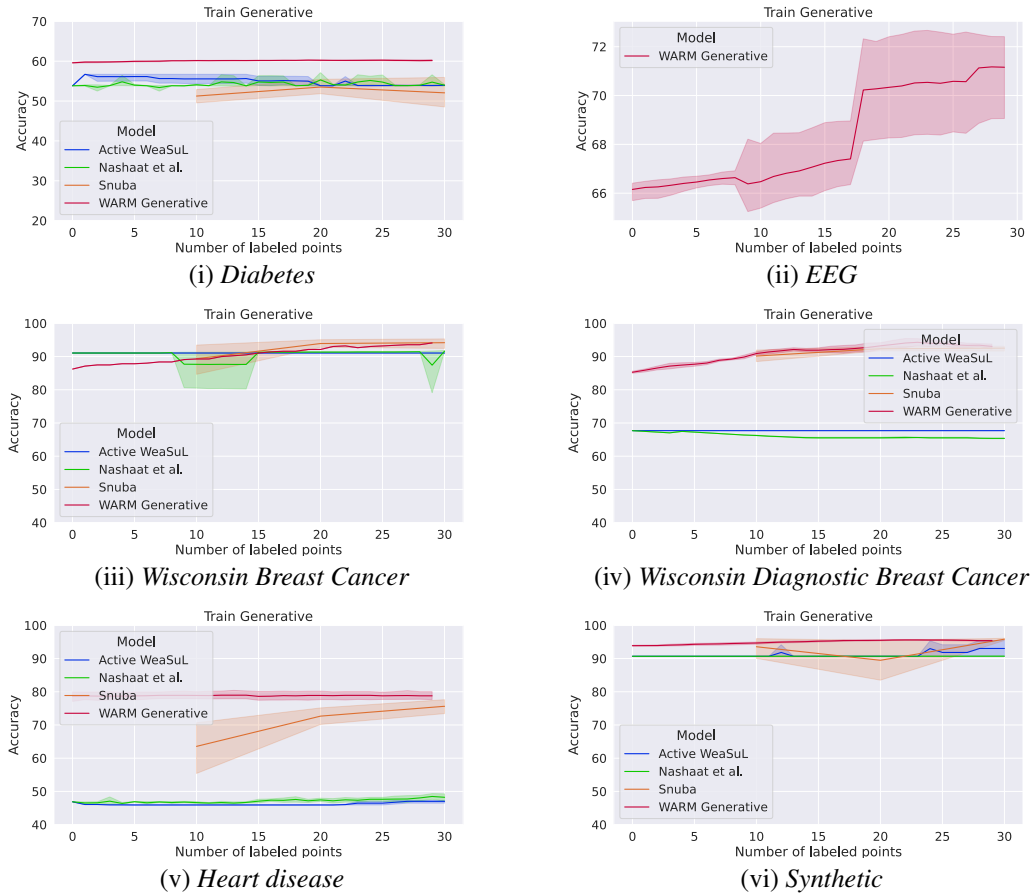 Train Generative
Accuracy
70
60
50
40
30
20
Model
Active WeaSuL
Nashaat et al.
Snuba
WARM Generative
0 5 10 15 20 25 30
Number of labeled points
(i) Diabetes
Train Generative
Accuracy
72
70
68
66
Model
WARM Generative
0 5 10 15 20 25 30
Number of labeled points
(ii) EEG
Train Generative
Accuracy
100
90
80
70
60
50
40
Model
Active WeaSuL
Nashaat et al.
Snuba
WARM Generative
0 5 10 15 20 25 30
Number of labeled points
(iii) Wisconsin Breast Cancer
Train Generative
Accuracy
100
90
80
70
60
50
40
Model
Active WeaSuL
Nashaat et al.
Snuba
WARM Generative
0 5 10 15 20 25 30
Number of labeled points
(iv) Wisconsin Diagnostic Breast Cancer
Train Generative
Accuracy
100
90
80
70
60
50
40
Model
Active WeaSuL
Nashaat et al.
Snuba
WARM Generative
0 5 10 15 20 25 30
Number of labeled points
(v) Heart disease
Train Generative
Accuracy
100
90
80
70
60
50
40
Model
Active WeaSuL
Nashaat et al.
Snuba
WARM Generative
0 5 10 15 20 25 30
Number of labeled points
(vi) Synthetic